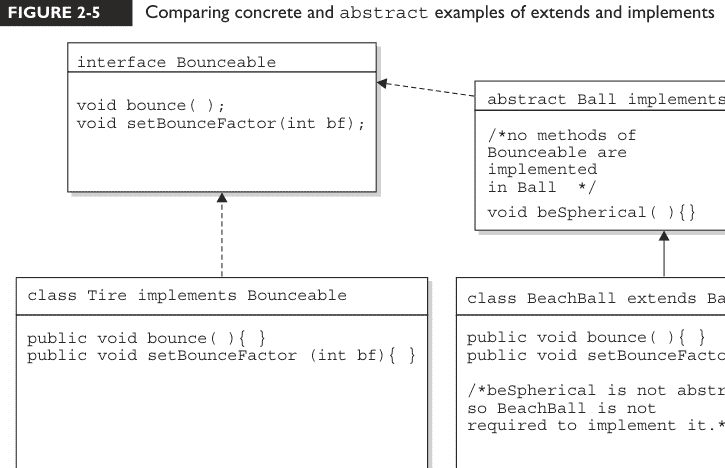 FIGURE 2-5 Comparing concrete and abstract examples of extends and implements
interface Bounceable
void bounce( );
void setBounceFactor(int bf);
abstract Ball implements
/*no methods of
Bounceable are
implemented
in Ball */
void beSpherical( ){}
class Tire implements Bounceable
public void bounce( ){ }
public void setBounceFactor (int bf){ }
class BeachBall extends
public void bounce( ){ }
public void
/*beSpherical is not
so BeachBall is not
required to implement it.*